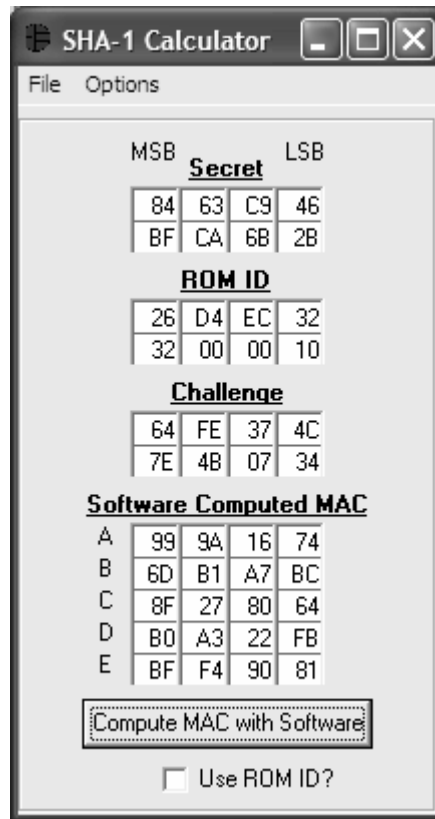 SHA-1 Calculator
File Options
MSB LSB
Secret
84 63 C9 46
BF CA 6B 2B
ROM ID
26 D4 EC 32
32 00 00 10
Challenge
64 FE 37 4C
7E 4B 07 34
Software Computed MAC
A 99 9A 16 74
B 6D B1 A7 BC
C 8F 27 80 64
D B0 A3 22 FB
E BF F4 90 81
Compute MAC with Software
Use ROM ID?